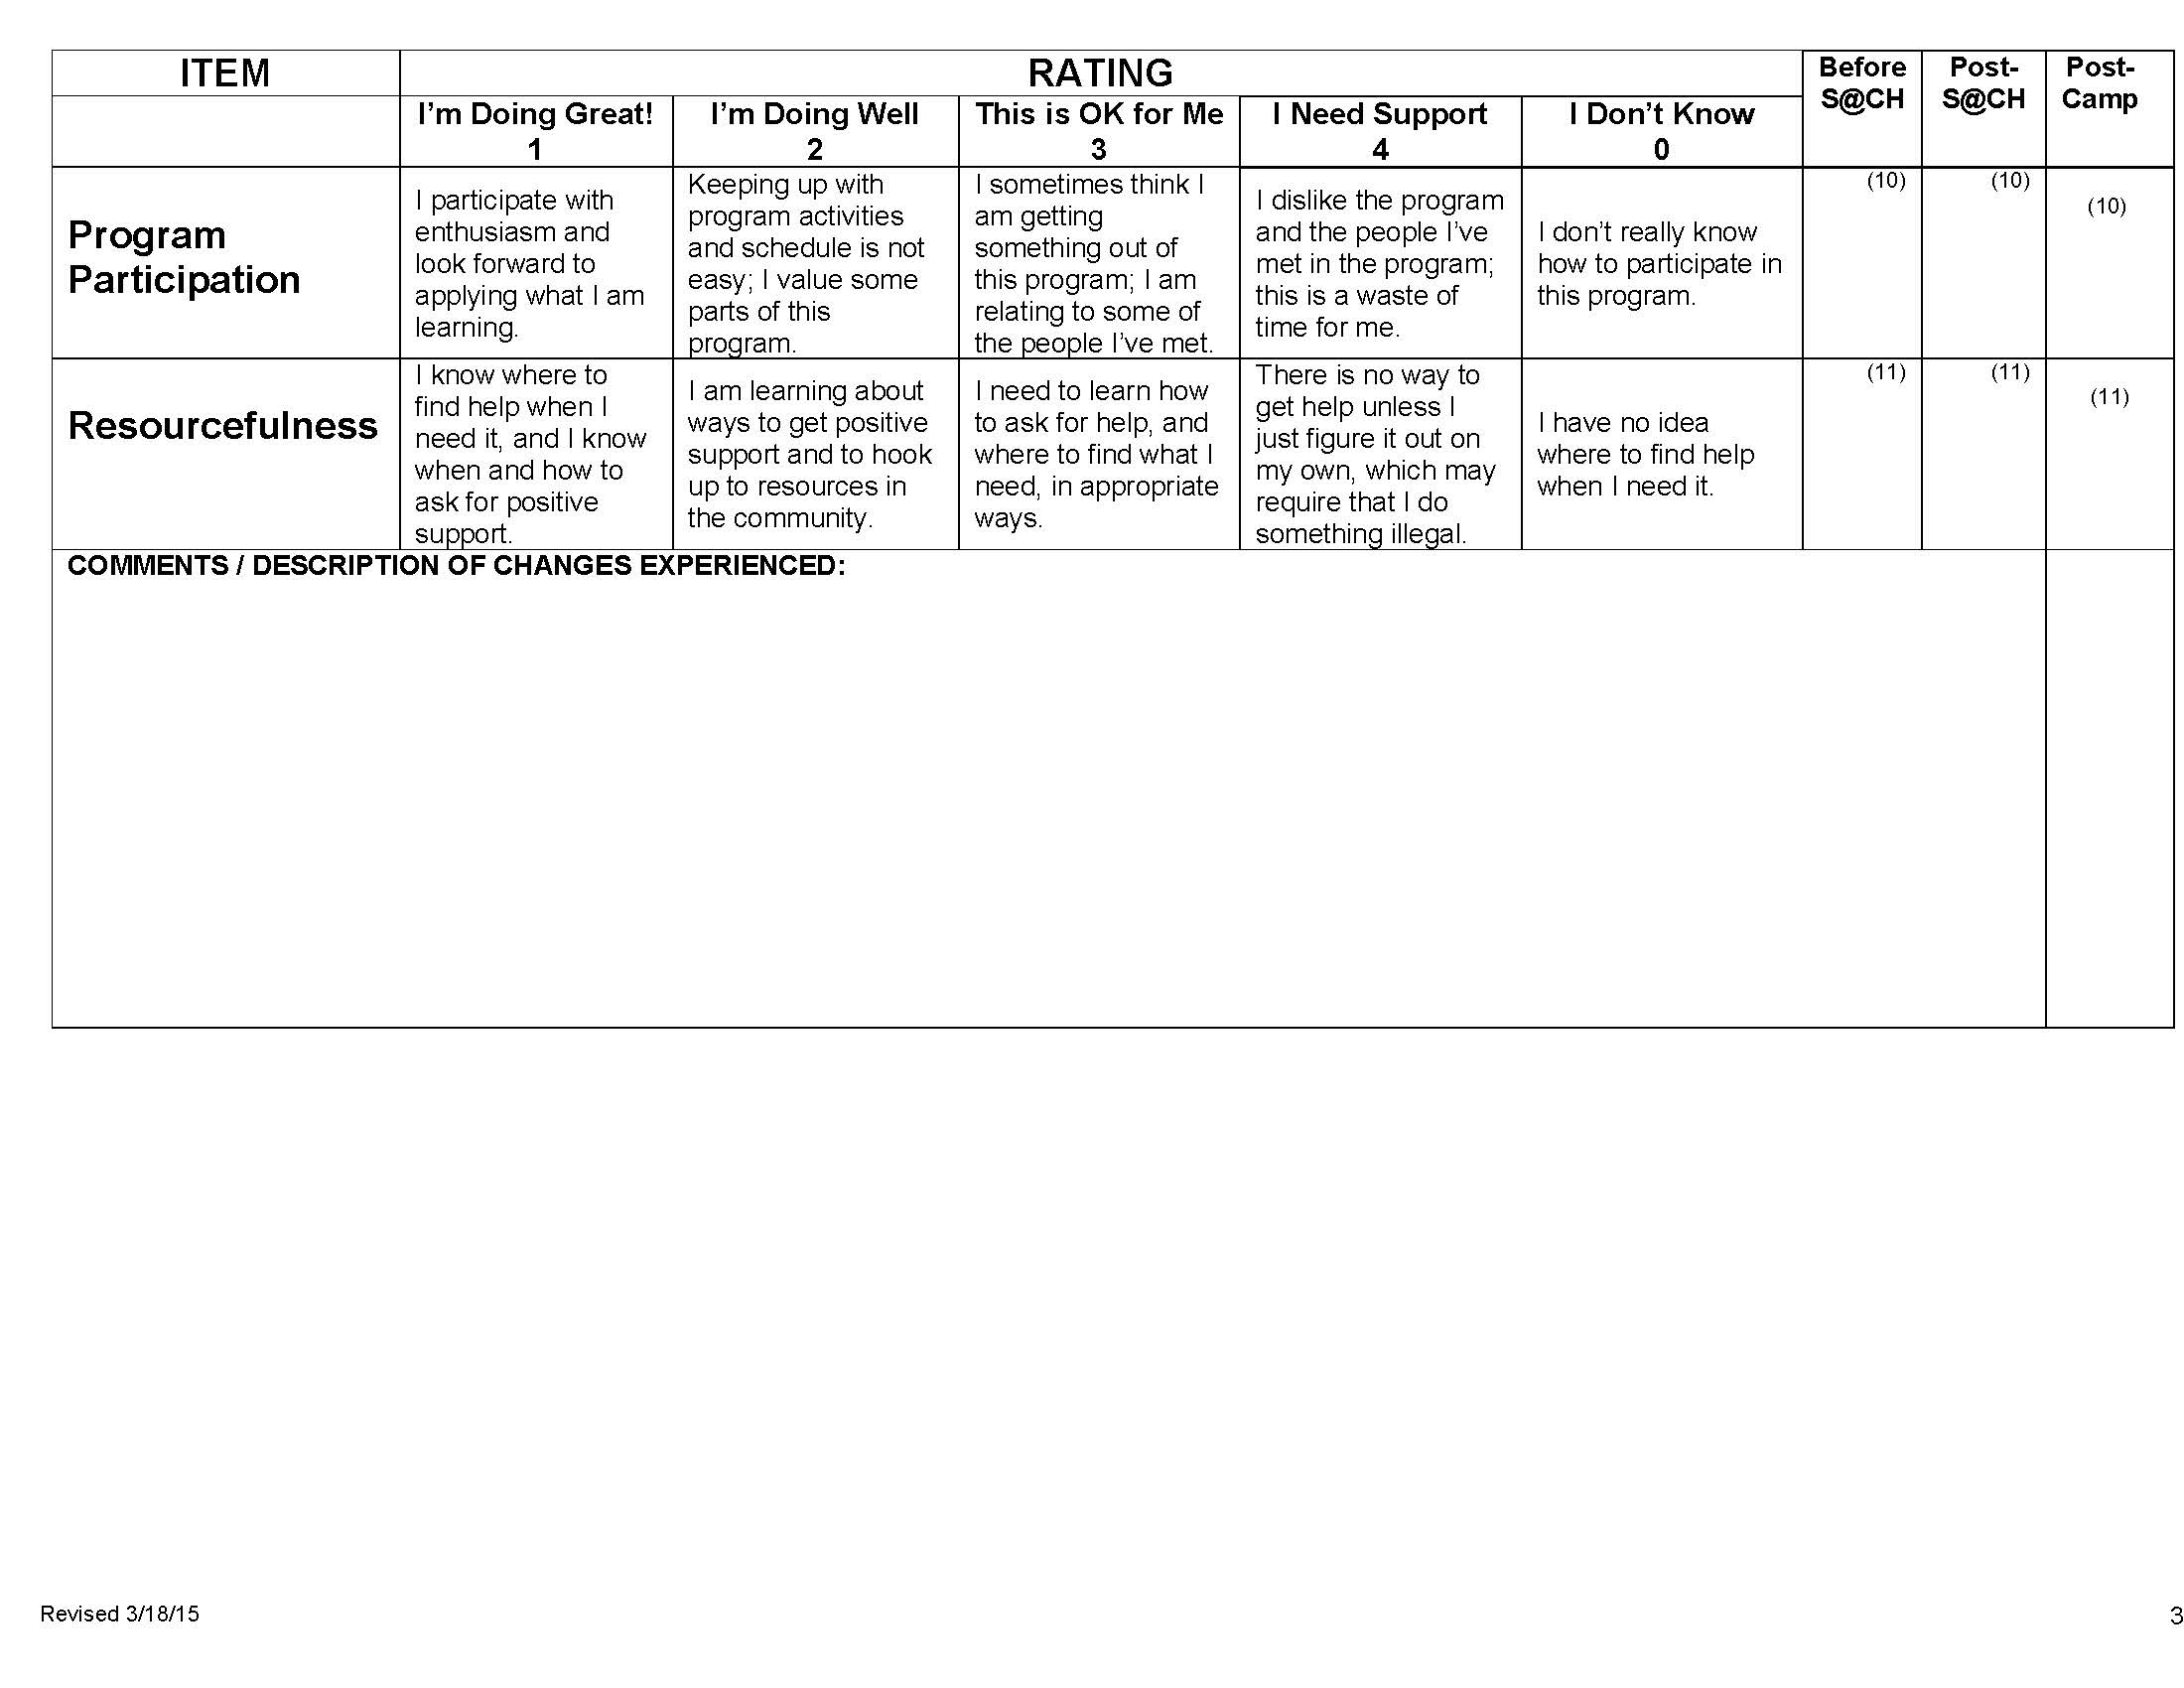 ITEM
RATING
Before
S@CH
Post-
S@CH
Post-
Camp
I’m Doing Great!
1
I’m Doing Well
2
This is OK for Me
3
I Need Support
4
I Don’t Know
0
Program
Participation
I participate with
enthusiasm and
look forward to
applying what I am
learning.
Keeping up with
program activities
and schedule is not
easy; I value some
parts of this
program.
I sometimes think I
am getting
something out of
this program; I am
relating to some of
the people I’ve met.
I dislike the program
and the people I’ve
met in the program;
this is a waste of
time for me.
I don’t really know
how to participate in
this program.
(10)
(10)
(10)
Resourcefulness
I know where to
find help when I
need it, and I know
when and how to
ask for positive
support.
I am learning about
ways to get positive
support and to hook
up to resources in
the community.
I need to learn how
to ask for help, and
where to find what I
need, in appropriate
ways.
There is no way to
get help unless I
just figure it out on
my own, which may
require that I do
something illegal.
I have no idea
where to find help
when I need it.
(11)
(11)
(11)
COMMENTS / DESCRIPTION OF CHANGES EXPERIENCED:
Revised 3/18/15
3